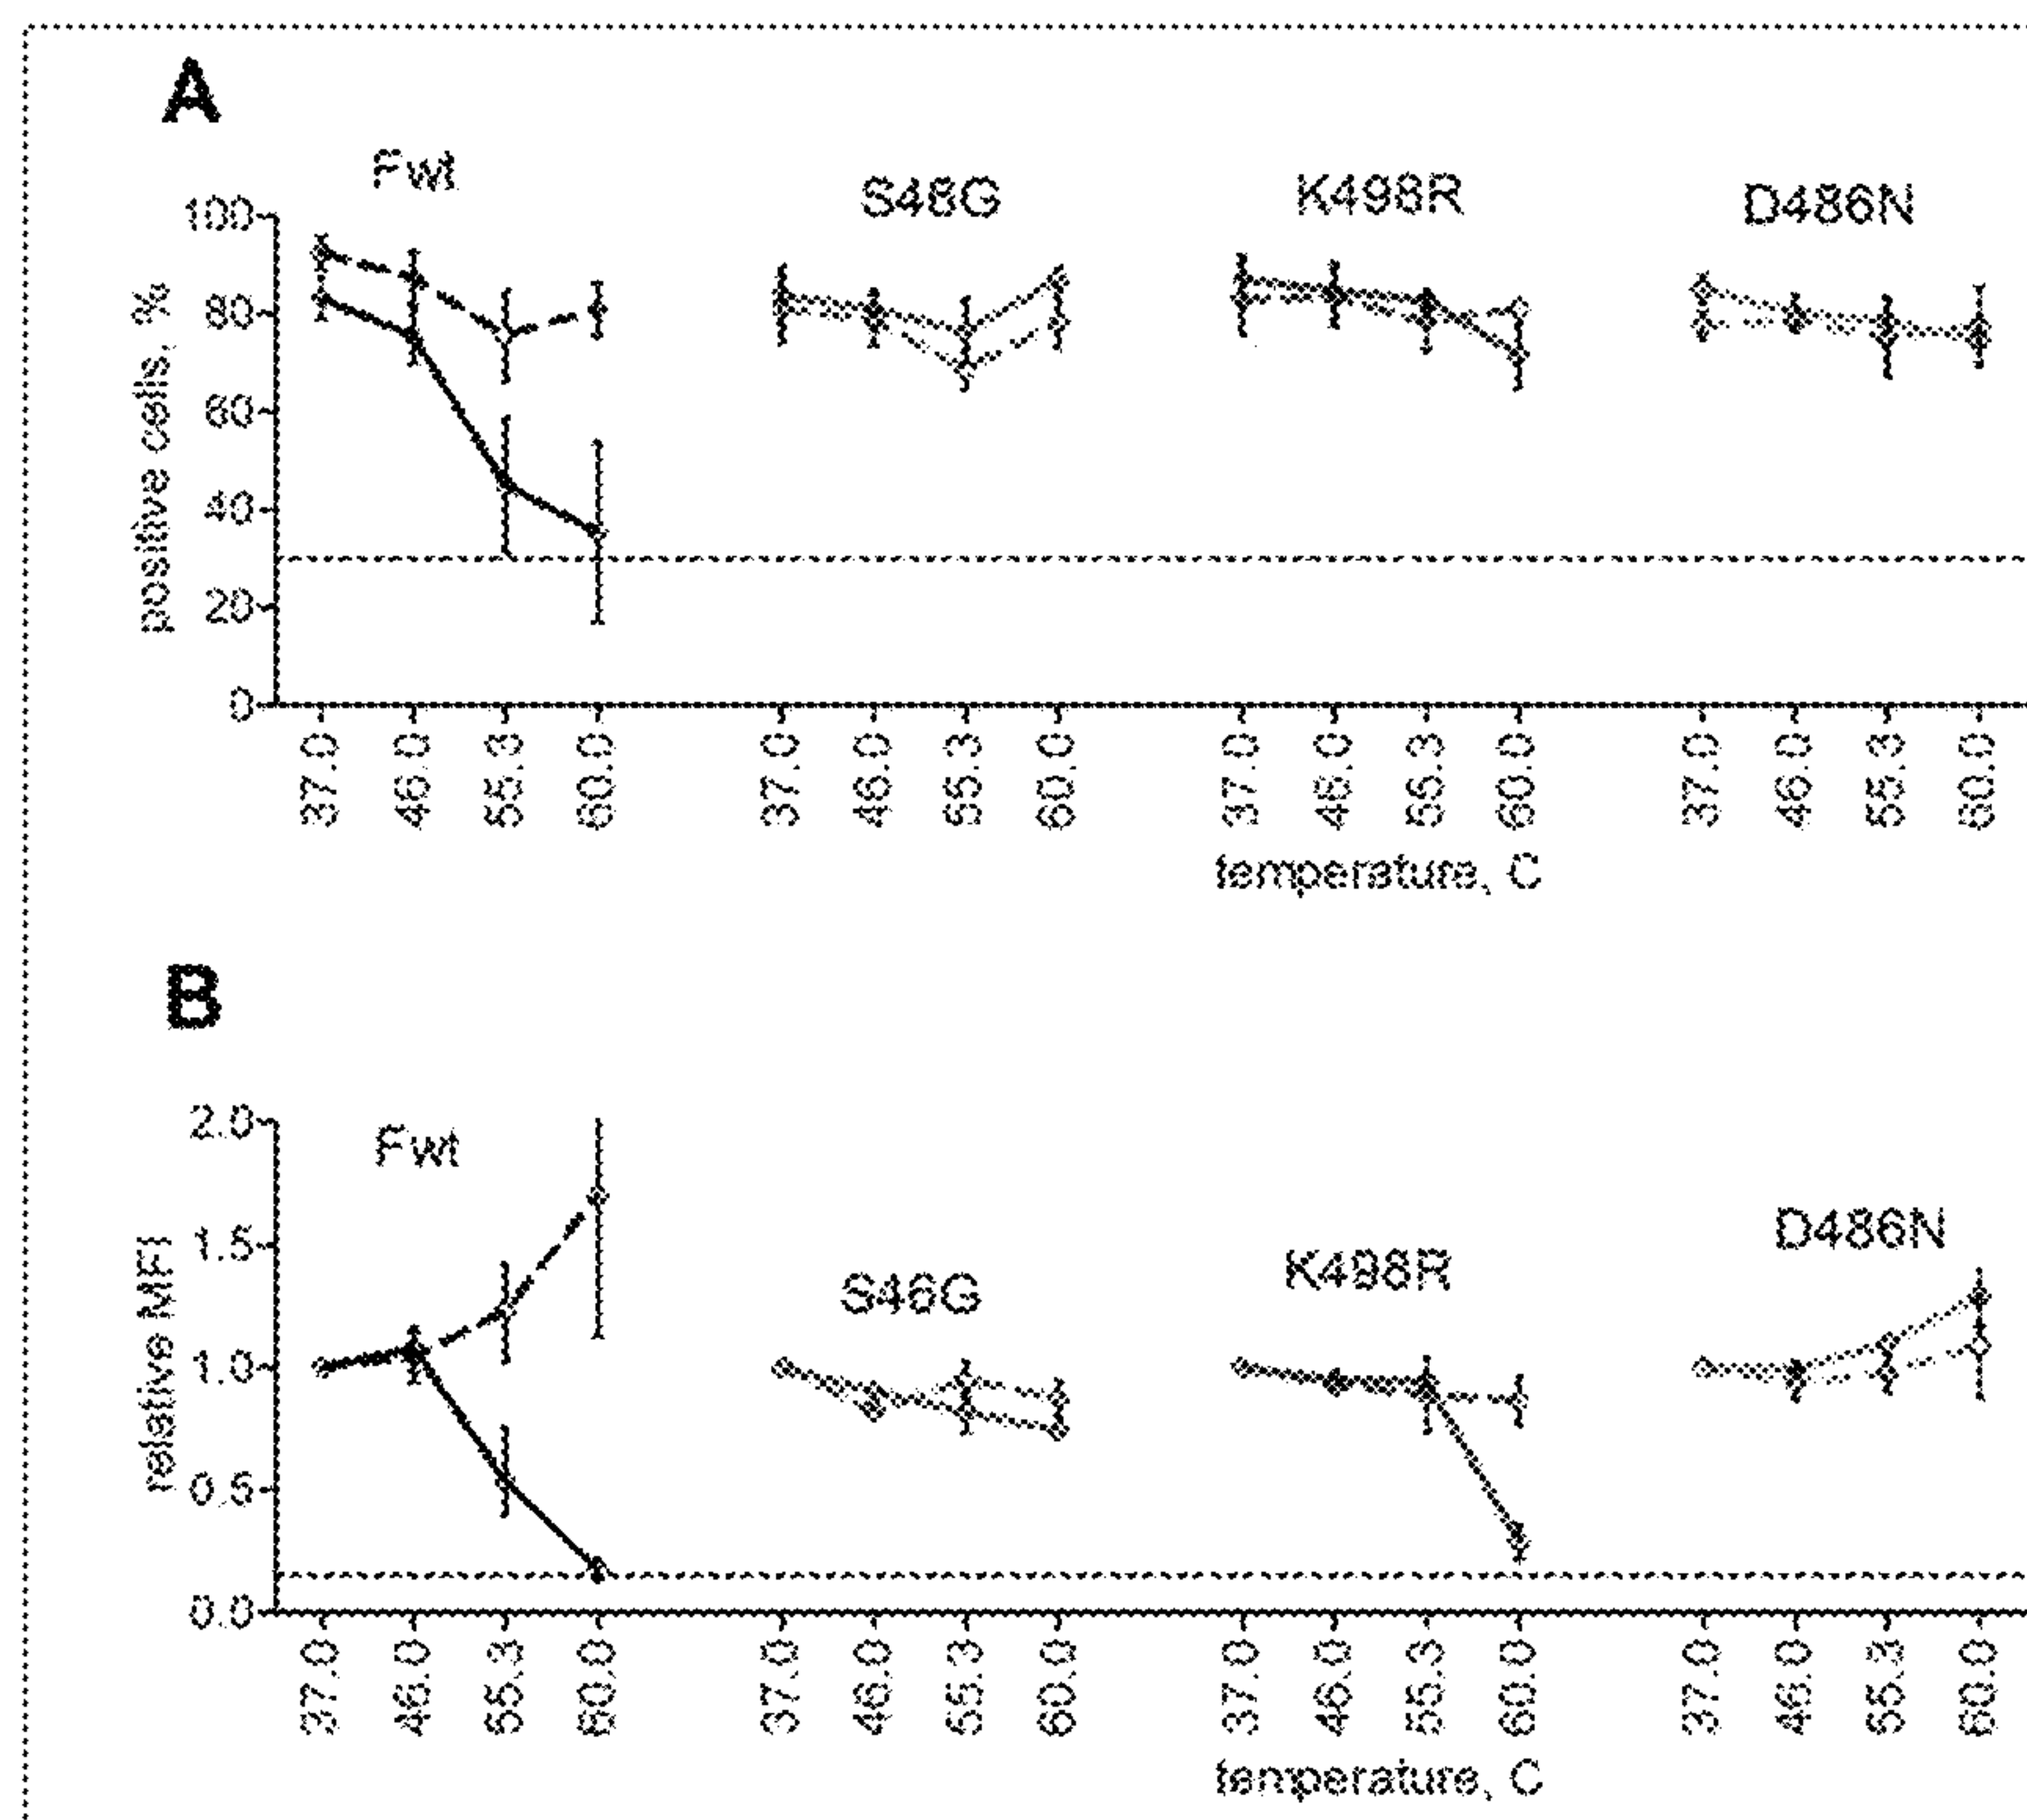 A
Fwt
S46G
K498R
D486N
positive cells, %
100
80
60
40
20
0
37.0 46.0 55.3 60.0 37.0 46.0 55.3 60.0 37.0 46.0 55.3 60.0 37.0 46.0 55.3 60.0
temperature, C
B
Fwt
S46G
K498R
D486N
relative MFI
2.0
1.5
1.0
0.5
0.0
37.0 46.0 55.3 60.0 37.0 46.0 55.3 60.0 37.0 46.0 55.3 60.0 37.0 46.0 55.3 60.0
temperature, C